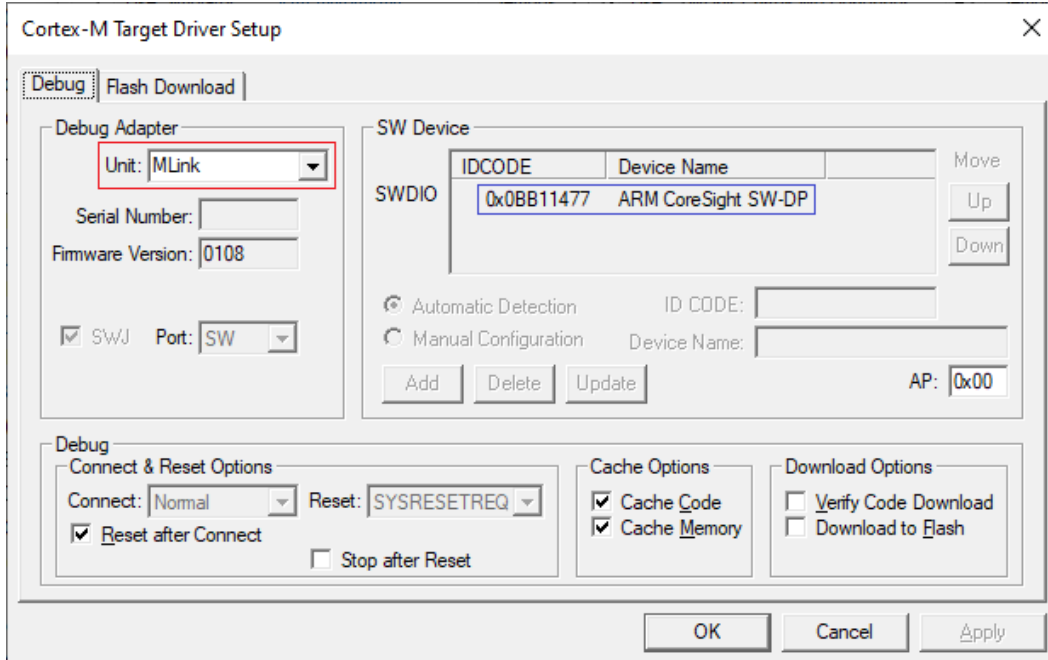 Cortex-M Target Driver Setup
Debug
Flash Download
Debug Adapter
Unit: MLink
Serial Number:
Firmware Version: 0108
SWJ Port: SW
SW Device
IDCODE Device Name
SWDIO
0x0BB11477 ARM CoreSight SW-DP
Move
Up
Down
Automatic Detection
ID CODE:
Manual Configuration
Device Name:
Add
Delete
Update
AP: 0x00
Debug
Connect & Reset Options
Connect: Normal
Reset: SYSRESETREQ
Reset after Connect
Stop after Reset
Cache Options
Cache Code
Cache Memory
Download Options
Verify Code Download
Download to Flash
OK
Cancel
Apply